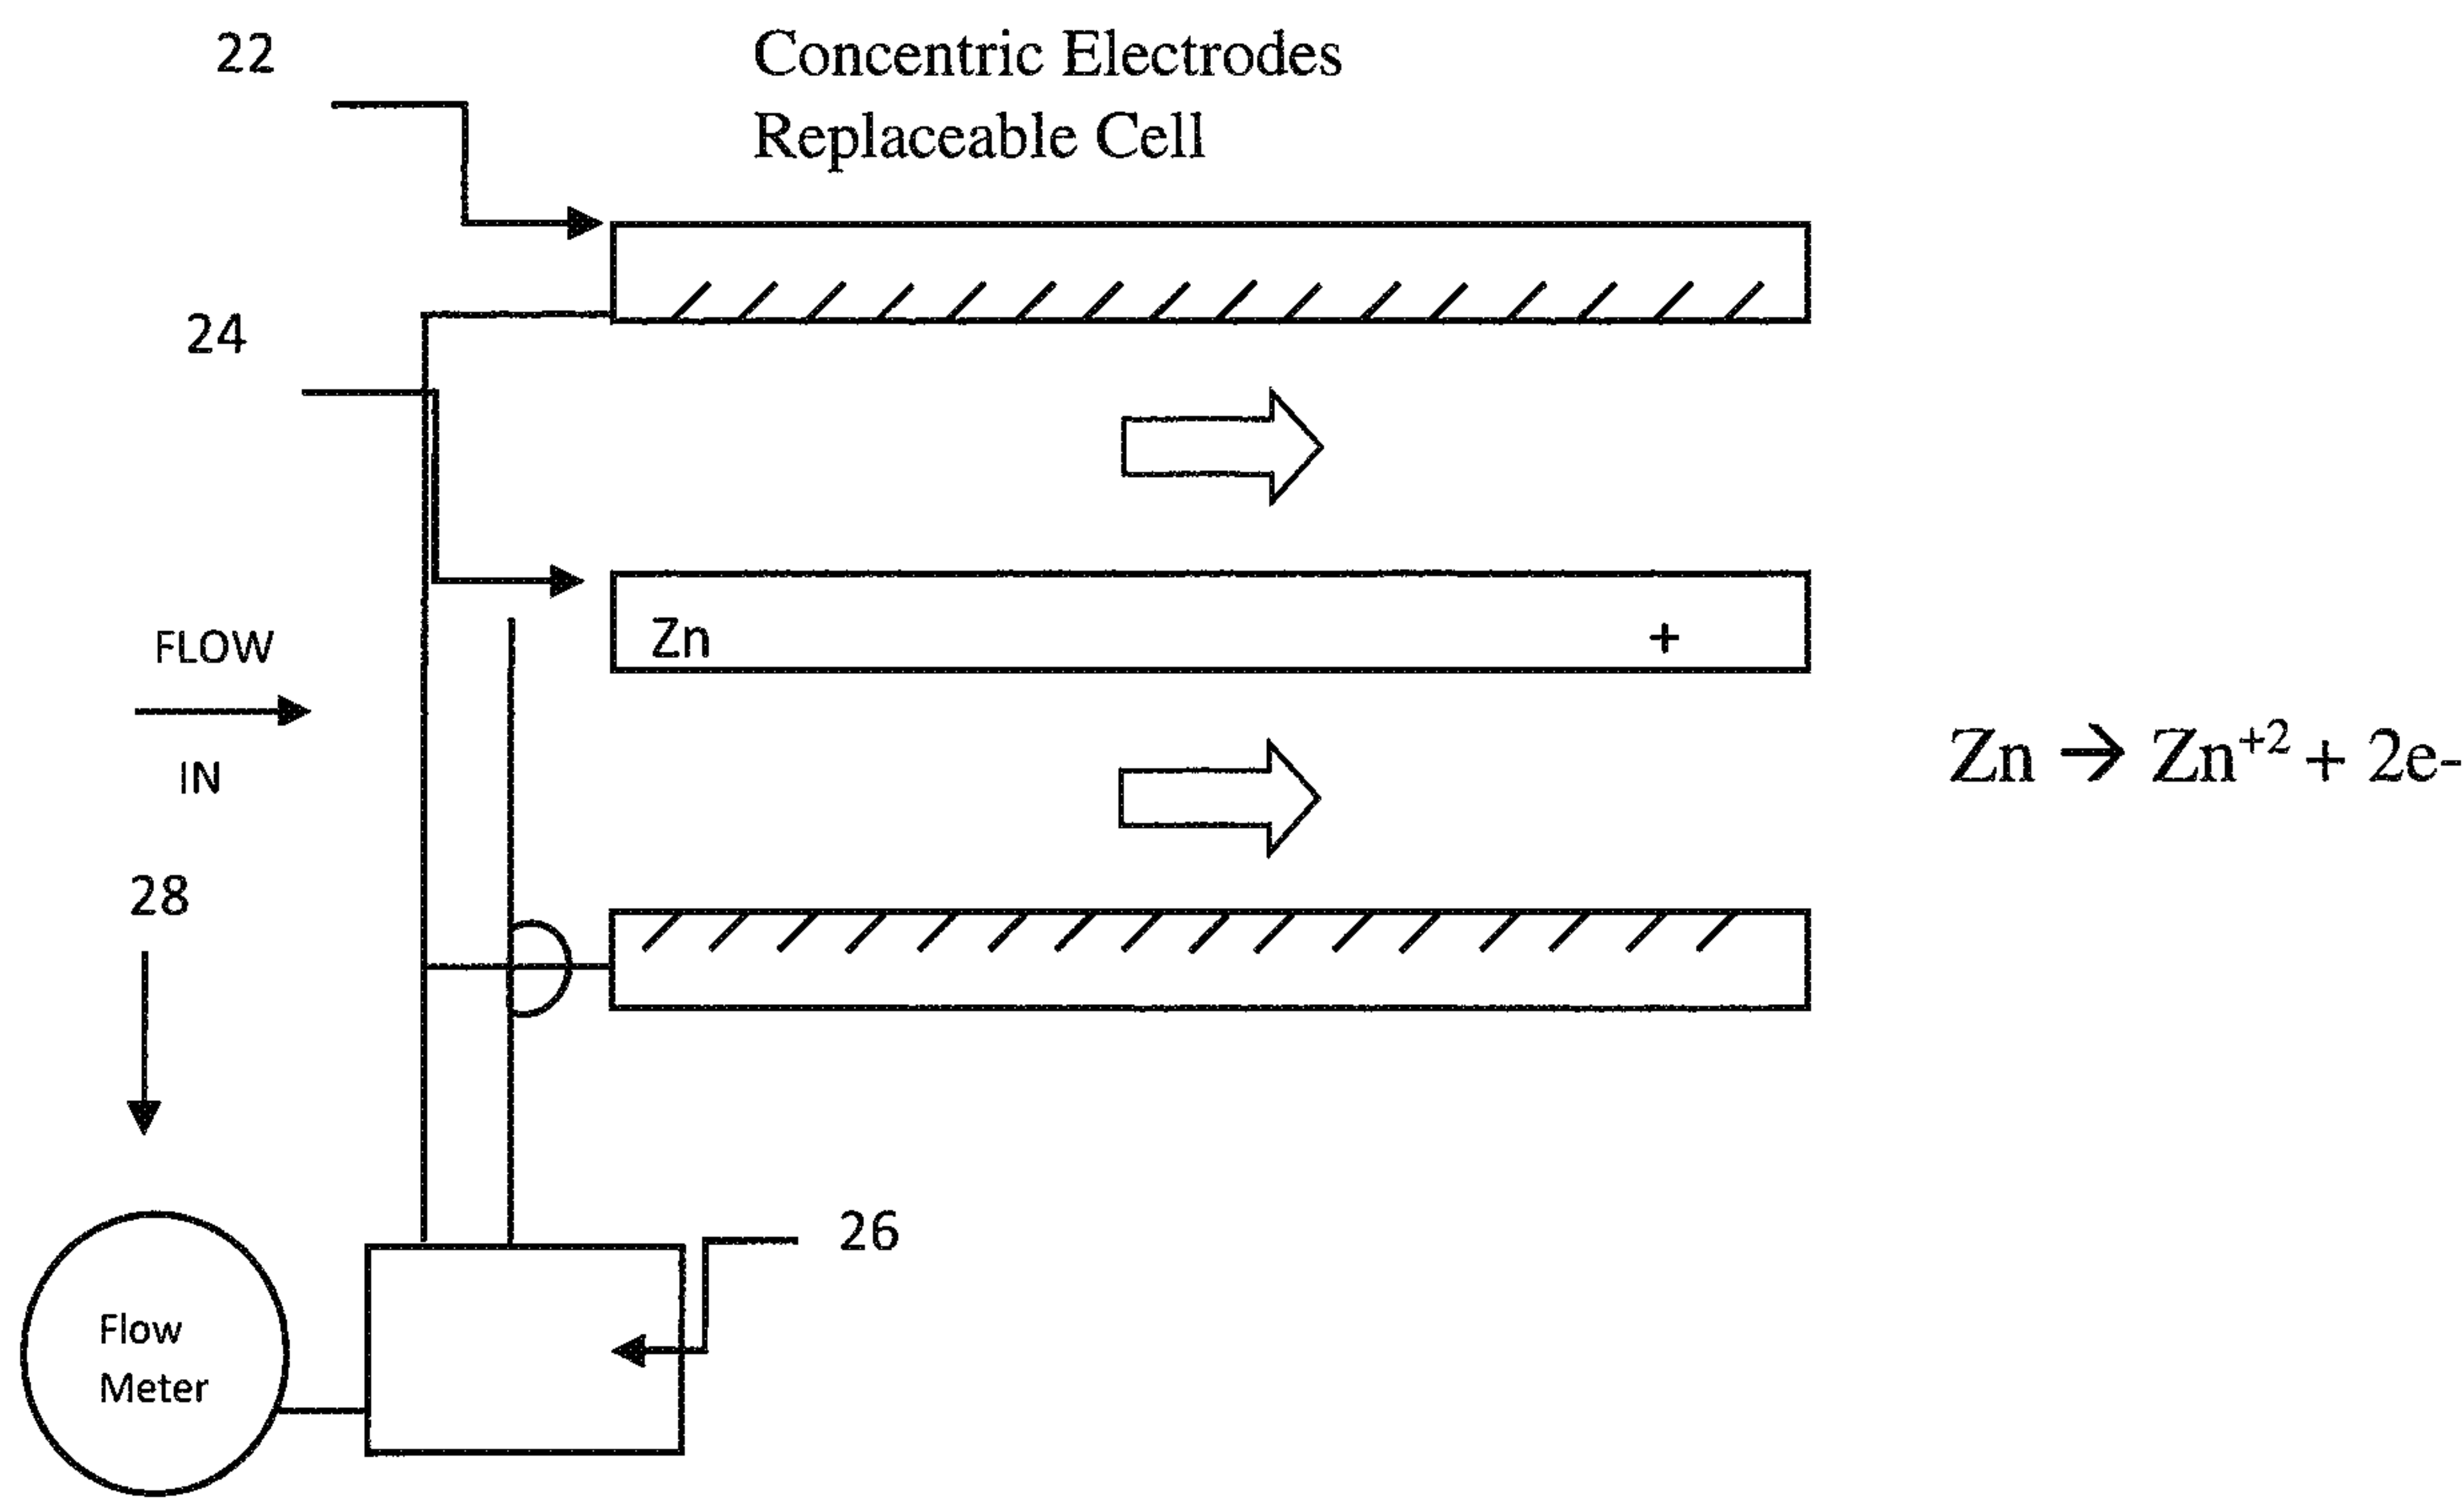 22
Concentric Electrodes
Replaceable Cell
24
Zn +
FLOW
IN
Zn → Zn⁺² + 2e-
28
26
Flow
Meter